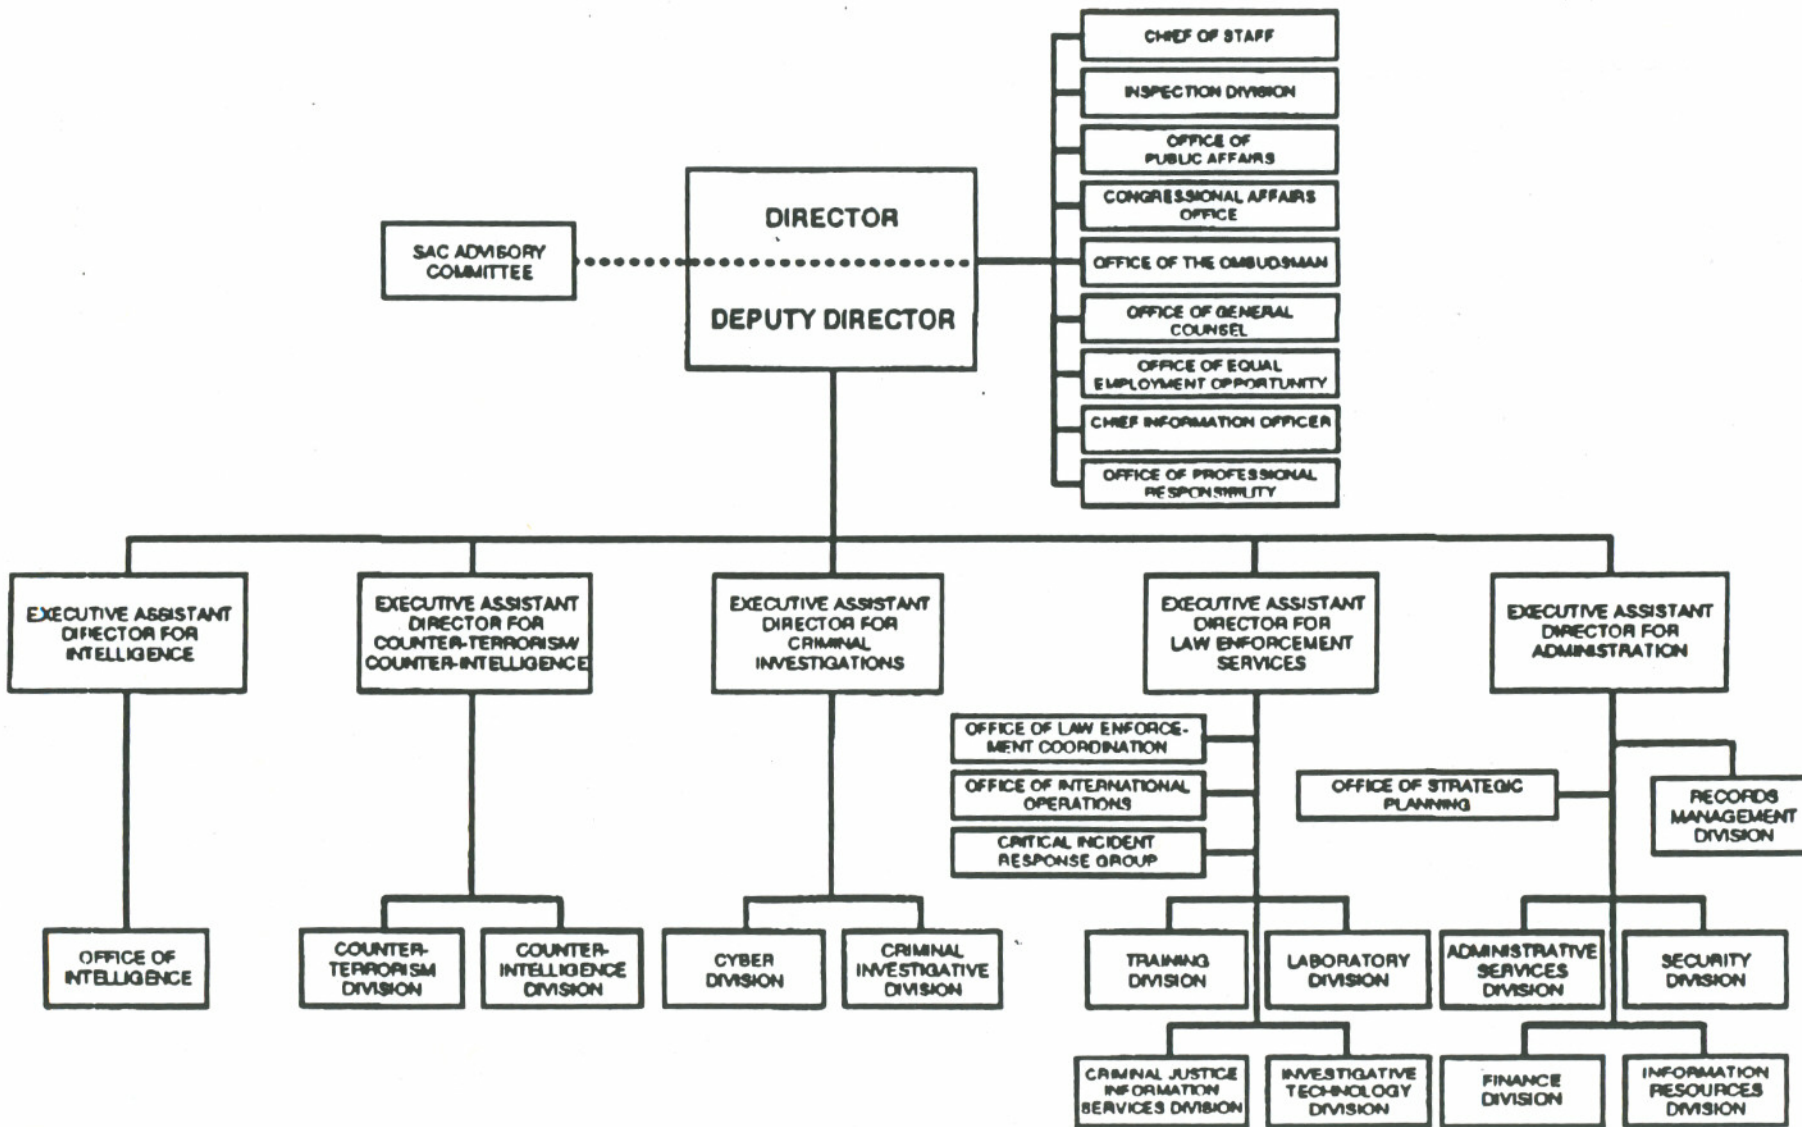 CHIEF OF STAFF
INSPECTION DIVISION
OFFICE OF
PUBLIC AFFAIRS
CONGRESSIONAL AFFAIRS
OFFICE
OFFICE OF THE OMBUDSMAN
OFFICE OF GENERAL
COUNSEL
OFFICE OF EQUAL
EMPLOYMENT OPPORTUNITY
CHIEF INFORMATION OFFICER
OFFICE OF PROFESSIONAL
RESPONSIBILITY
DIRECTOR
DEPUTY DIRECTOR
SAC ADVISORY
COMMITTEE
EXECUTIVE ASSISTANT
DIRECTOR FOR
INTELLIGENCE
EXECUTIVE ASSISTANT
DIRECTOR FOR
COUNTER-TERRORISM/
COUNTER-INTELLIGENCE
EXECUTIVE ASSISTANT
DIRECTOR FOR
CRIMINAL
INVESTIGATIONS
EXECUTIVE ASSISTANT
DIRECTOR FOR
LAW ENFORCEMENT
SERVICES
EXECUTIVE ASSISTANT
DIRECTOR FOR
ADMINISTRATION
OFFICE OF LAW ENFORCE-
MENT COORDINATION
OFFICE OF INTERNATIONAL
OPERATIONS
CRITICAL INCIDENT
RESPONSE GROUP
OFFICE OF STRATEGIC
PLANNING
RECORDS
MANAGEMENT
DIVISION
OFFICE OF
INTELLIGENCE
COUNTER-
TERRORISM
DIVISION
COUNTER-
INTELLIGENCE
DIVISION
CYBER
DIVISION
CRIMINAL
INVESTIGATIVE
DIVISION
TRAINING
DIVISION
LABORATORY
DIVISION
ADMINISTRATIVE
SERVICES
DIVISION
SECURITY
DIVISION
CRIMINAL JUSTICE
INFORMATION
SERVICES DIVISION
INVESTIGATIVE
TECHNOLOGY
DIVISION
FINANCE
DIVISION
INFORMATION
RESOURCES
DIVISION